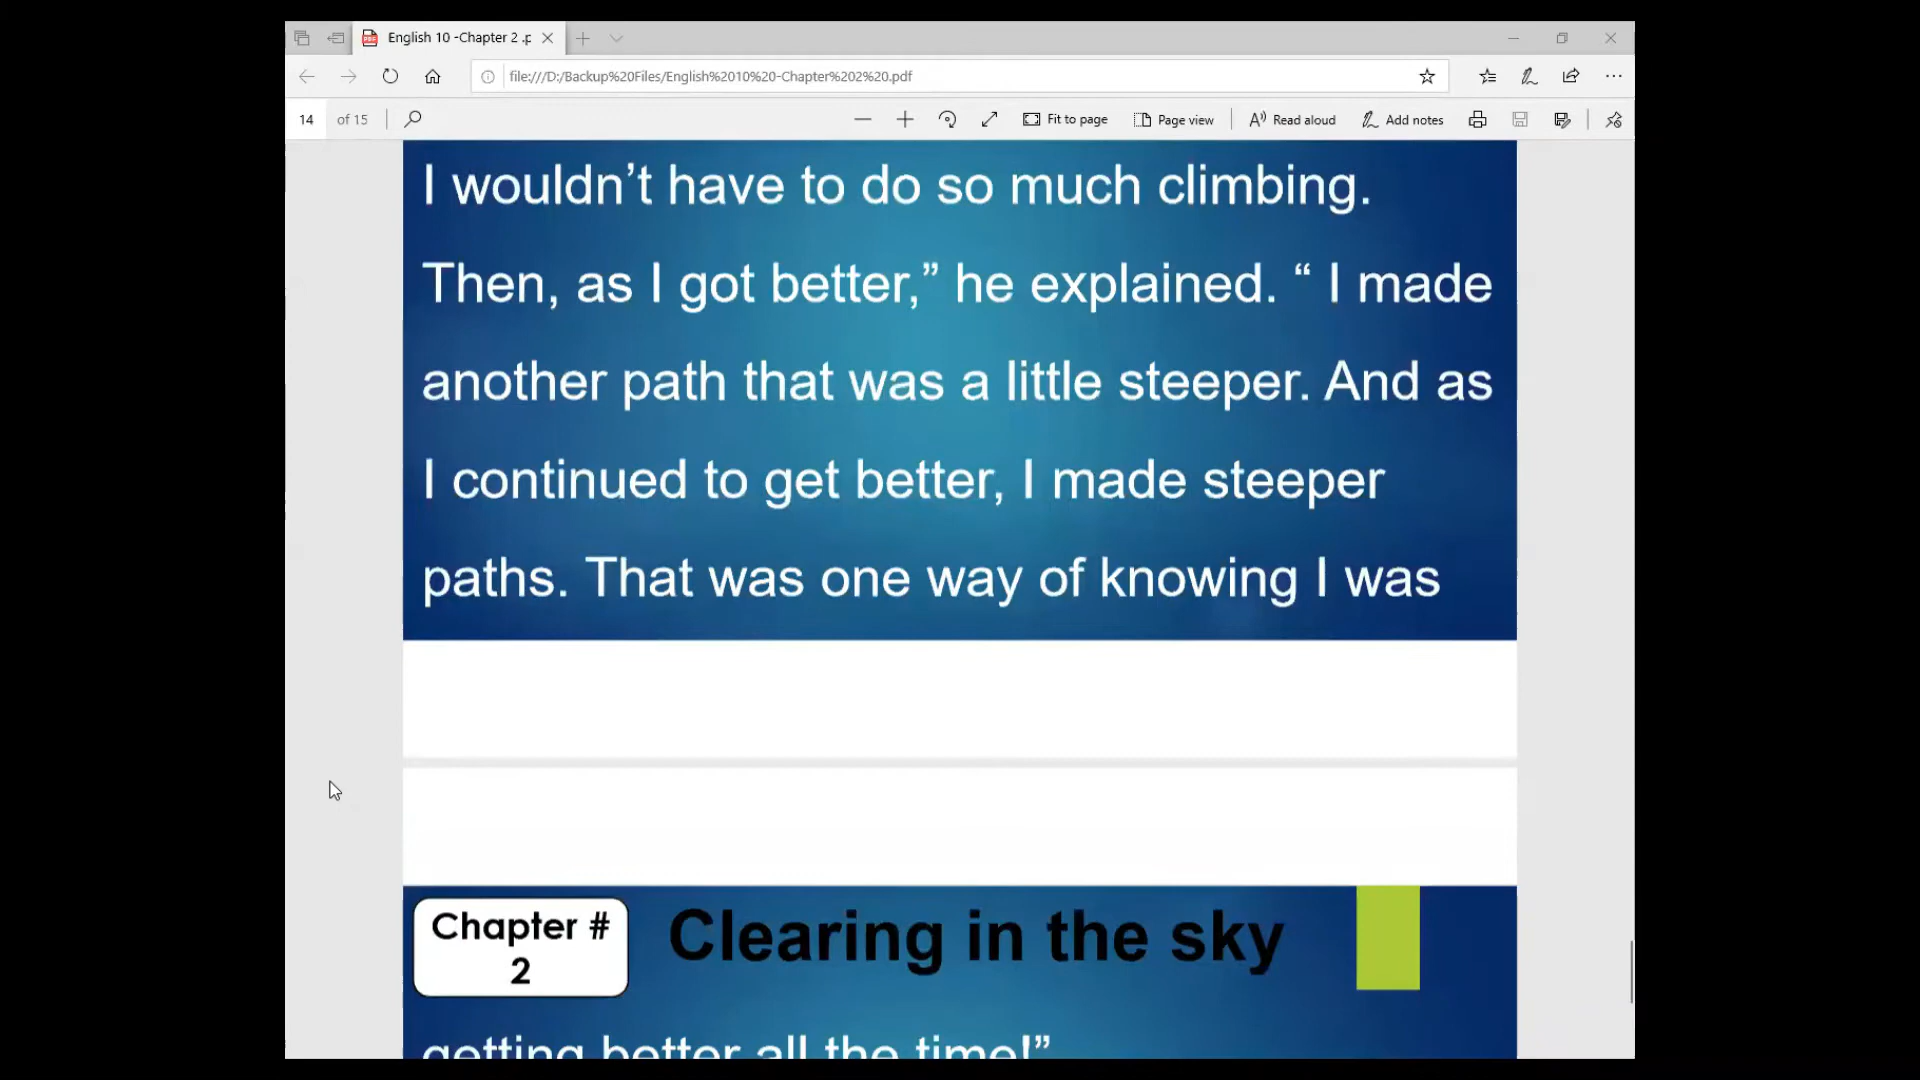 English 10 -Chapter 2 .p
file:///D:/Backup%20Files/English%2010%20-Chapter%202%20.pdf
14 of 15 Fit to page Page view Read aloud Add notes
I wouldn’t have to do so much climbing.
Then, as I got better,” he explained. “ I made
another path that was a little steeper. And as
I continued to get better, I made steeper
paths. That was one way of knowing I was
Chapter #
2
Clearing in the sky
getting better all the time!”